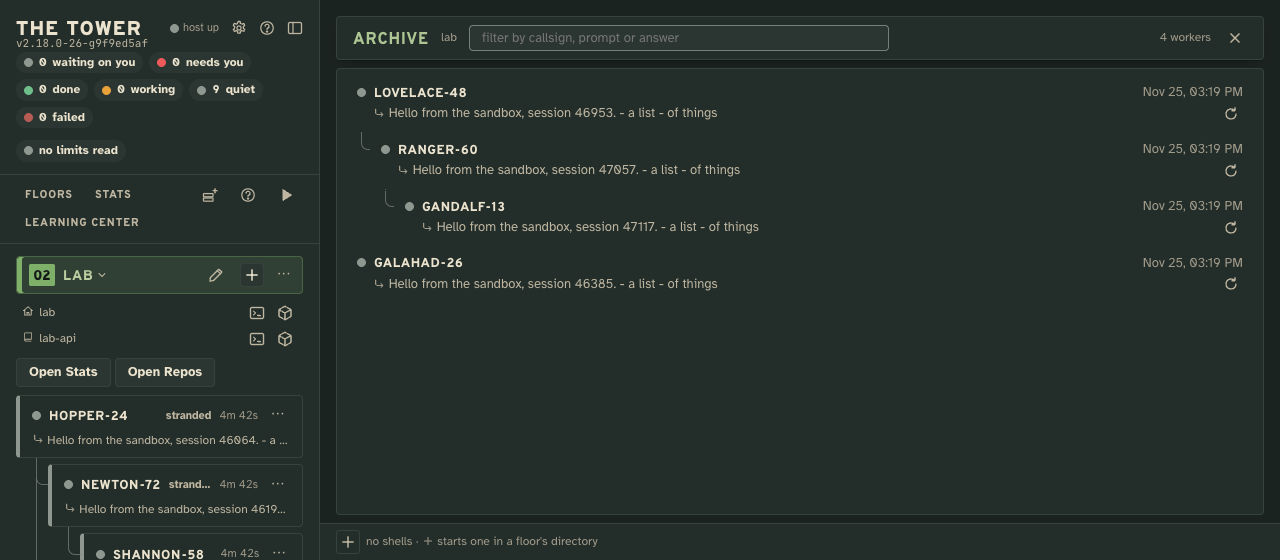 THE TOWER
host up
v2.18.0-26-g9f9ed5af
0 waiting on you
0 needs you
0 done
0 working
9 quiet
0 failed
no limits read
FLOORS
STATS
LEARNING CENTER
02 LAB
lab
lab-api
Open Stats
Open Repos
HOPPER-24 stranded 4m 42s ...
↳ Hello from the sandbox, session 46064. - a ...
NEWTON-72 strand... 4m 42s ...
↳ Hello from the sandbox, session 4619...
SHANNON-58 4m 42s ...
ARCHIVE lab filter by callsign, prompt or answer 4 workers
LOVELACE-48 Nov 25, 03:19 PM
↳ Hello from the sandbox, session 46953. - a list - of things
RANGER-60 Nov 25, 03:19 PM
↳ Hello from the sandbox, session 47057. - a list - of things
GANDALF-13 Nov 25, 03:19 PM
↳ Hello from the sandbox, session 47117. - a list - of things
GALAHAD-26 Nov 25, 03:19 PM
↳ Hello from the sandbox, session 46385. - a list - of things
no shells · + starts one in a floor's directory